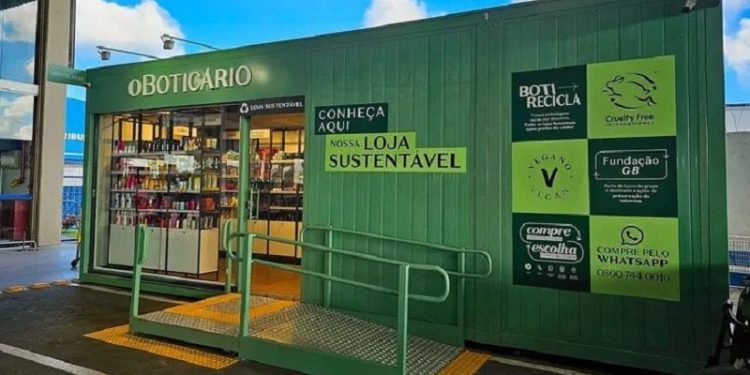 oBOTICÁRIO
LOJA SUSTENTÁVEL
CONHEÇA
AQUI
NOSSA LOJA
SUSTENTÁVEL
BOTI
RECICLA
Cruelty Free
INTERNATIONAL
VEGANO
V
VEGAN
Fundação
GB
compre
escolha
COMPRE PELO
WHATSAPP
0800 744 0010